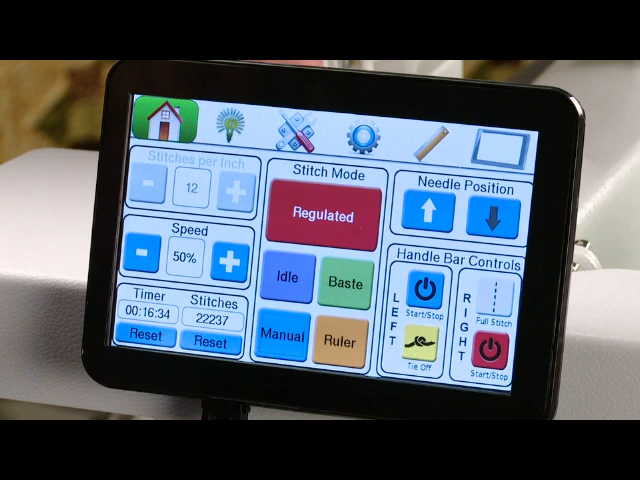 Stitches per Inch
-
12
+
Speed
-
50%
+
Timer
Stitches
00:16:34
22237
Reset
Reset
Stitch Mode
Regulated
Idle
Baste
Manual
Ruler
Needle Position
Handle Bar Controls
LEFT
Start/Stop
Tie Off
RIGHT
Full Stitch
Start/Stop